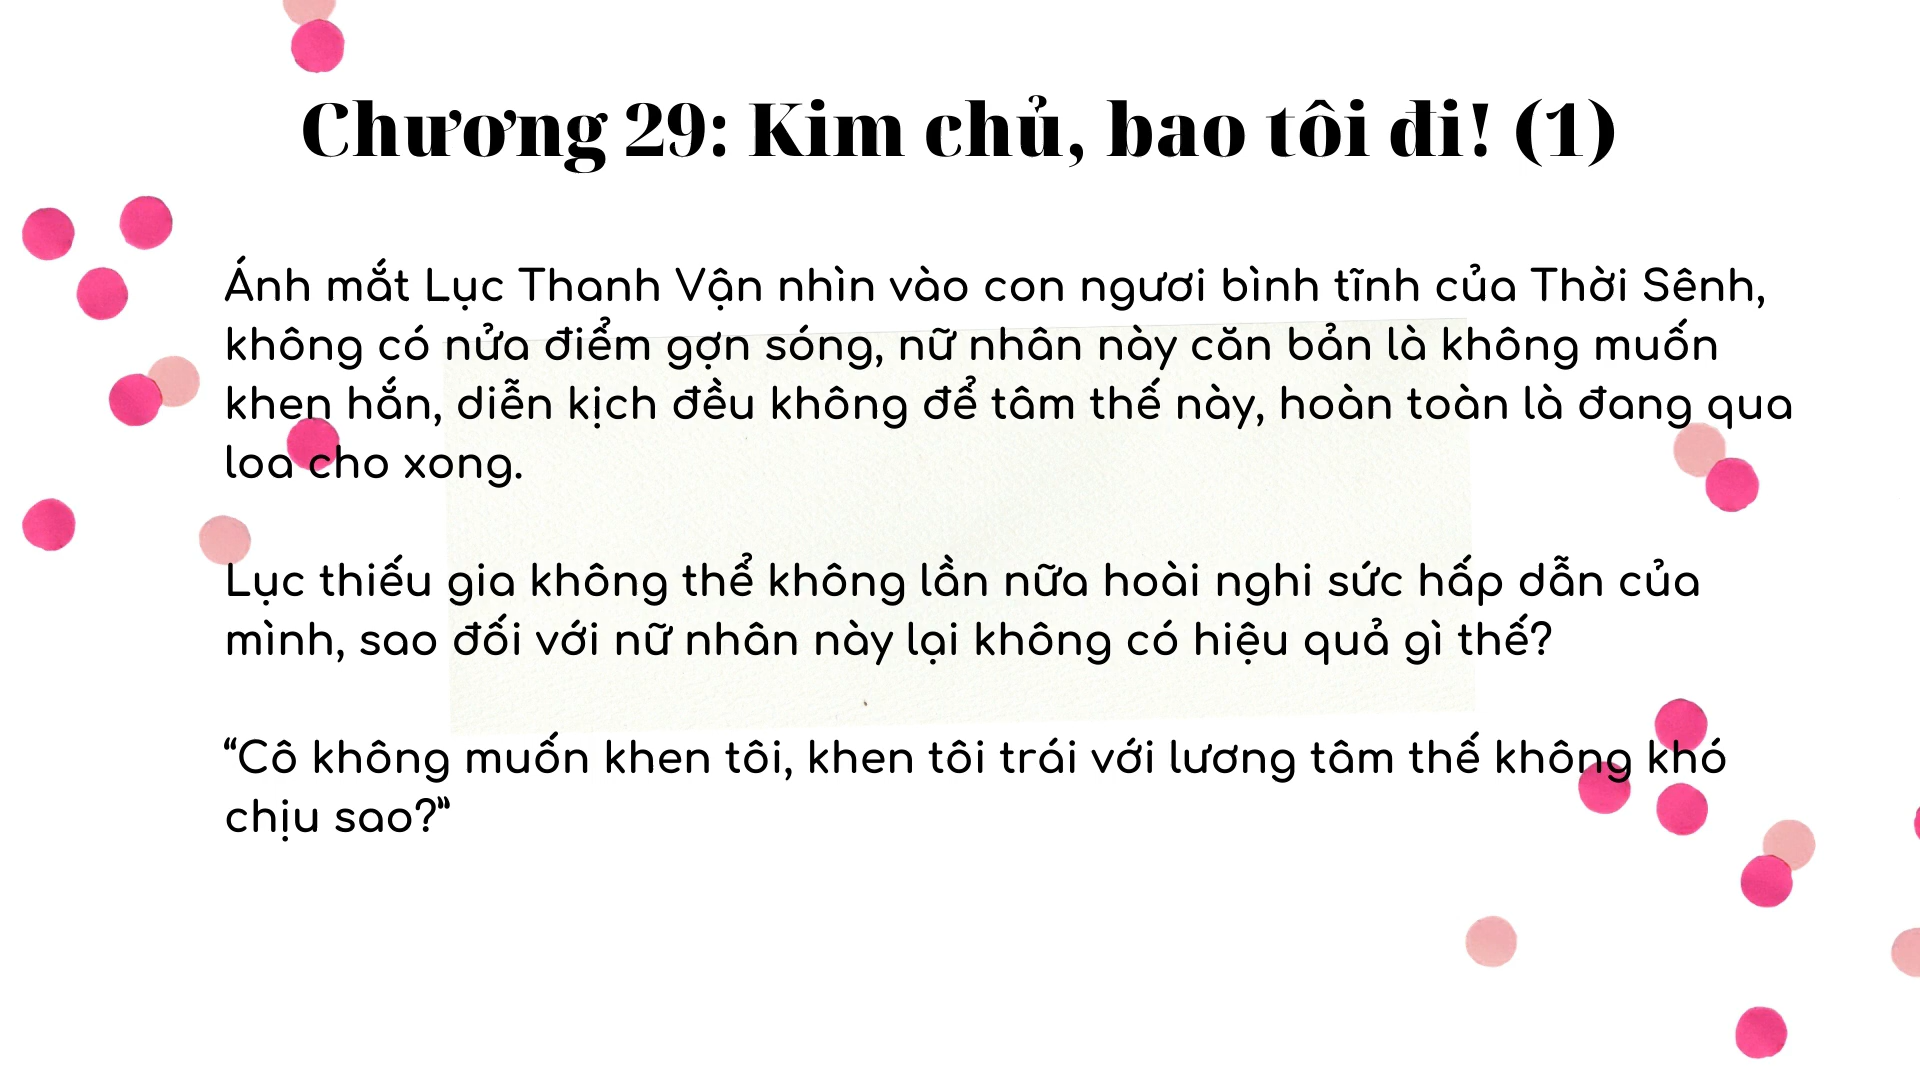 Chương 29: Kim chủ, bao tôi đi! (1)
Ánh mắt Lục Thanh Vận nhìn vào con ngươi bình tĩnh của Thời Sênh,
không có nửa điểm gợn sóng, nữ nhân này căn bản là không muốn
khen hắn, diễn kịch đều không để tâm thế này, hoàn toàn là đang qua
loa cho xong.
Lục thiếu gia không thể không lần nữa hoài nghi sức hấp dẫn của
mình, sao đối với nữ nhân này lại không có hiệu quả gì thế?
“Cô không muốn khen tôi, khen tôi trái với lương tâm thế không khó
chịu sao?”